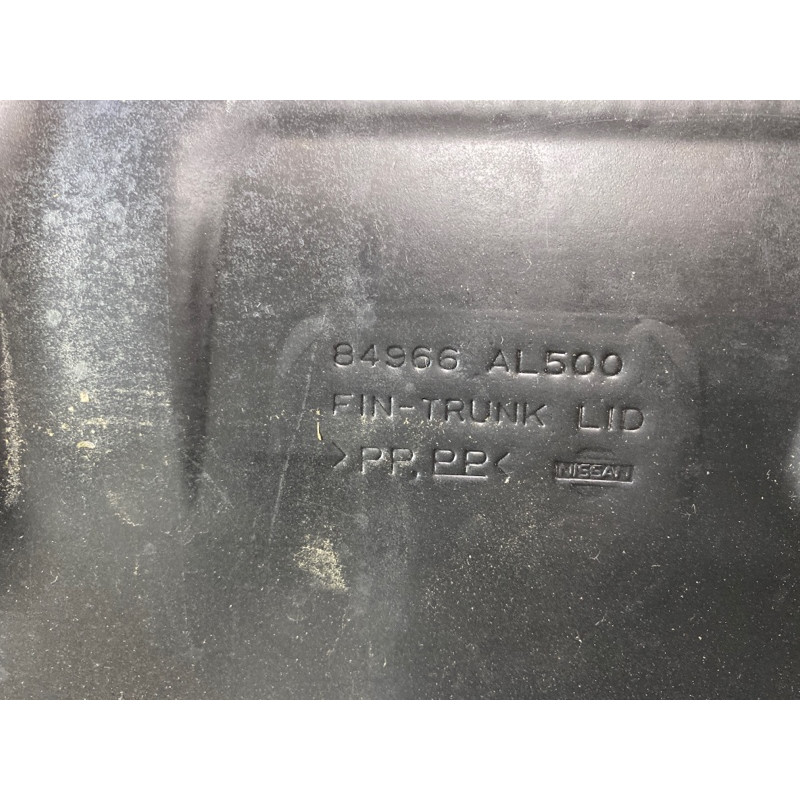 84966 AL500
FIN-TRUNK LID
>PP,PP< NISSAN